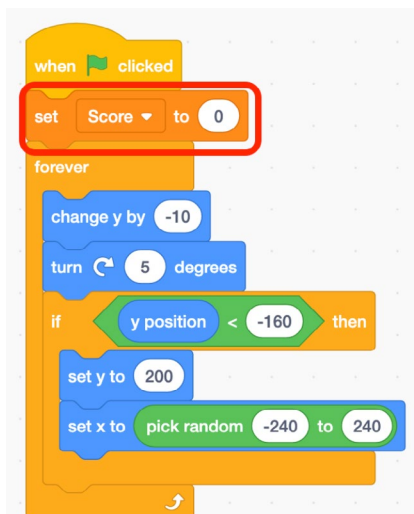 when clicked
set Score to 0
forever
change y by -10
turn 5 degrees
if y position < -160 then
set y to 200
set x to pick random -240 to 240